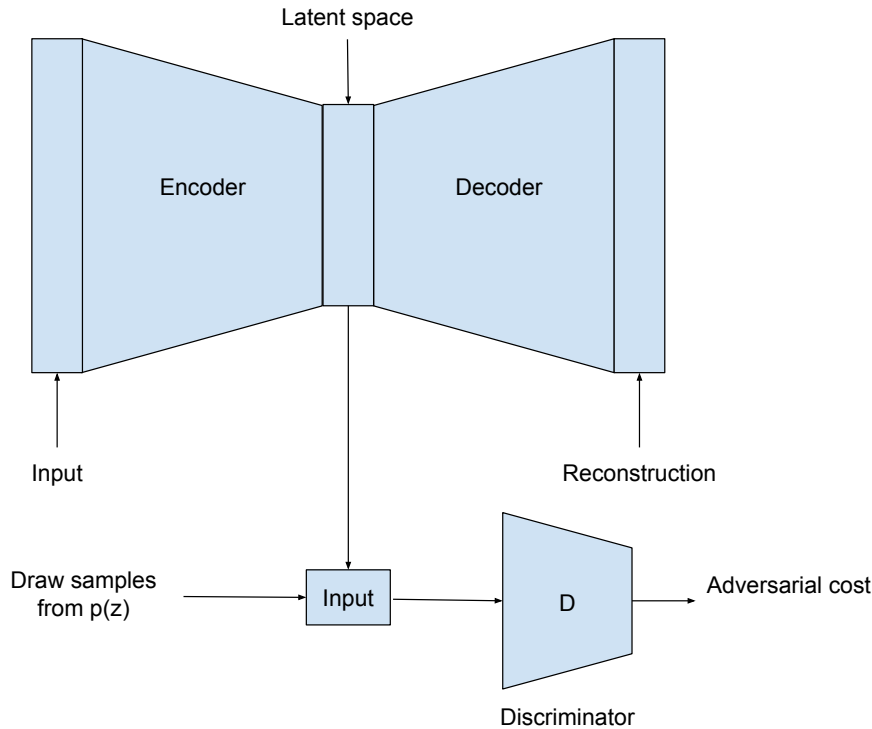 Latent space
Encoder
Decoder
Input
Reconstruction
Draw samples
from p(z)
Input
D
Adversarial cost
Discriminator